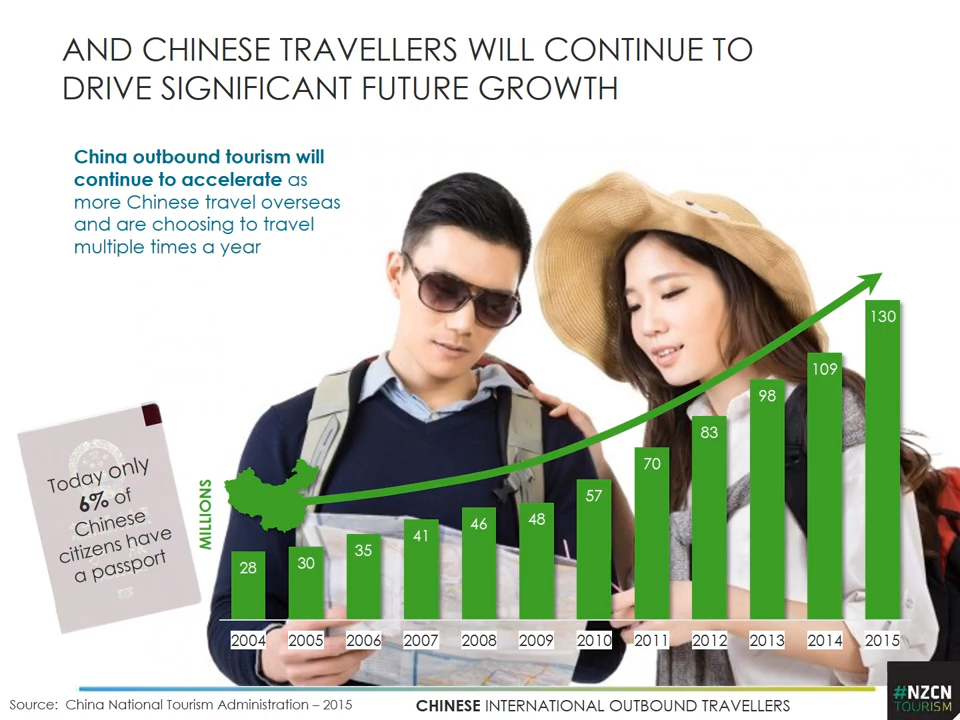 AND CHINESE TRAVELLERS WILL CONTINUE TO
DRIVE SIGNIFICANT FUTURE GROWTH
China outbound tourism will
continue to accelerate as
more Chinese travel overseas
and are choosing to travel
multiple times a year
Today only
6% of
Chinese
citizens have
a passport
MILLIONS
28
30
35
41
46
48
57
70
83
98
109
130
2004 2005 2006 2007 2008 2009 2010 2011 2012 2013 2014 2015
Source: China National Tourism Administration – 2015
CHINESE INTERNATIONAL OUTBOUND TRAVELLERS
#NZCN
TOURISM